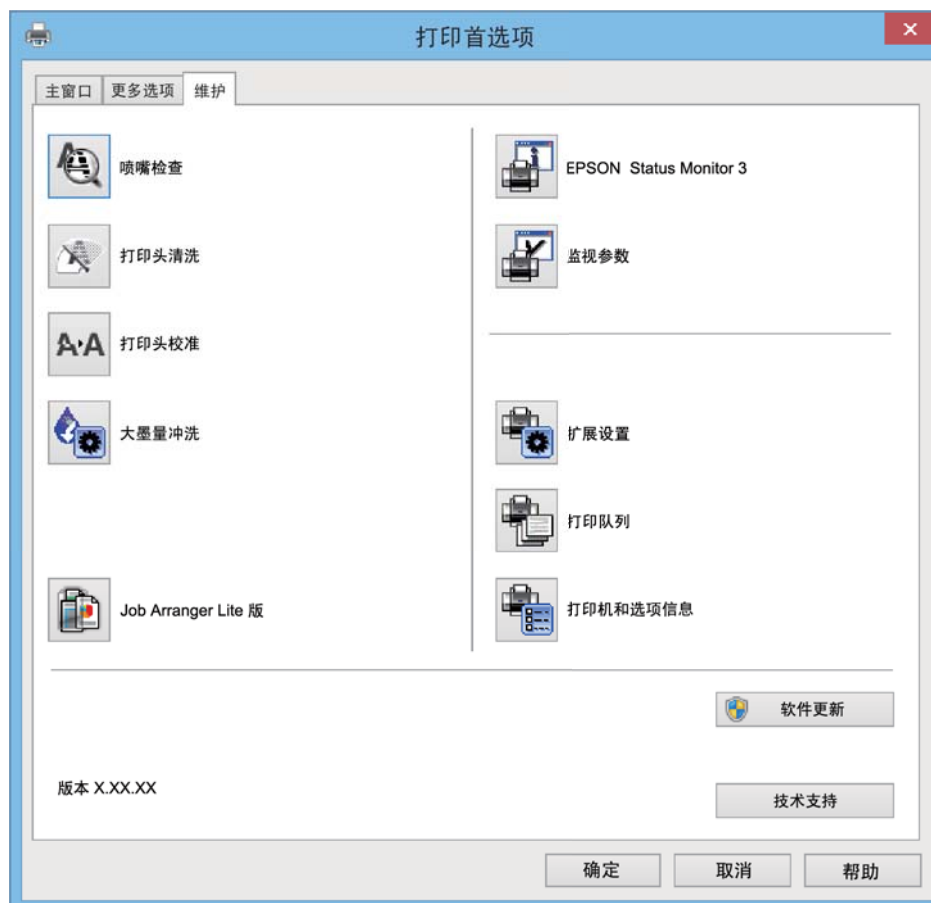 打印首选项
主窗口
更多选项
维护
喷嘴检查
打印头清洗
打印头校准
大墨量冲洗
Job Arranger Lite 版
EPSON Status Monitor 3
监视参数
扩展设置
打印队列
打印机和选项信息
软件更新
版本 X.XX.XX
技术支持
确定
取消
帮助